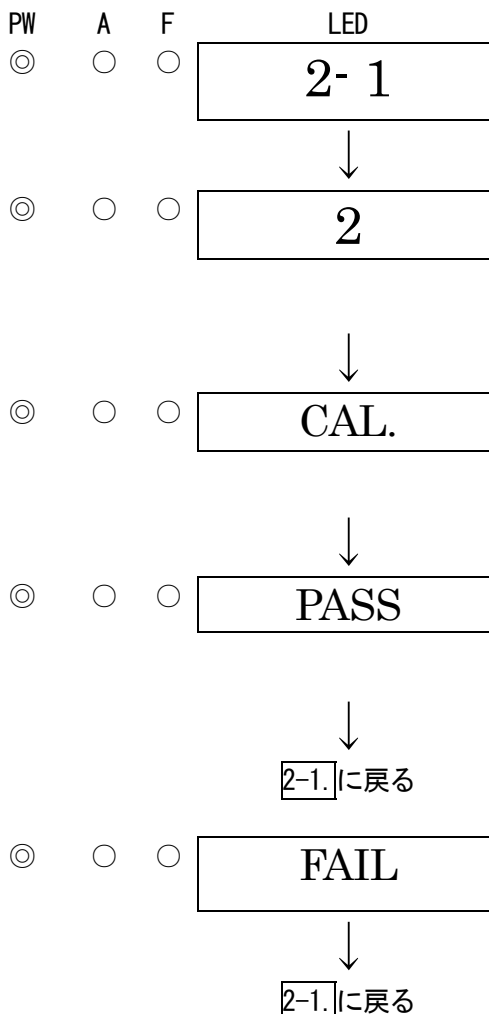 PW A F LED
◎ ○ ○ 2- 1
↓
◎ ○ ○ 2
↓
◎ ○ ○ CAL.
↓
◎ ○ ○ PASS
↓
2-1.に戻る
◎ ○ ○ FAIL
↓
2-1.に戻る